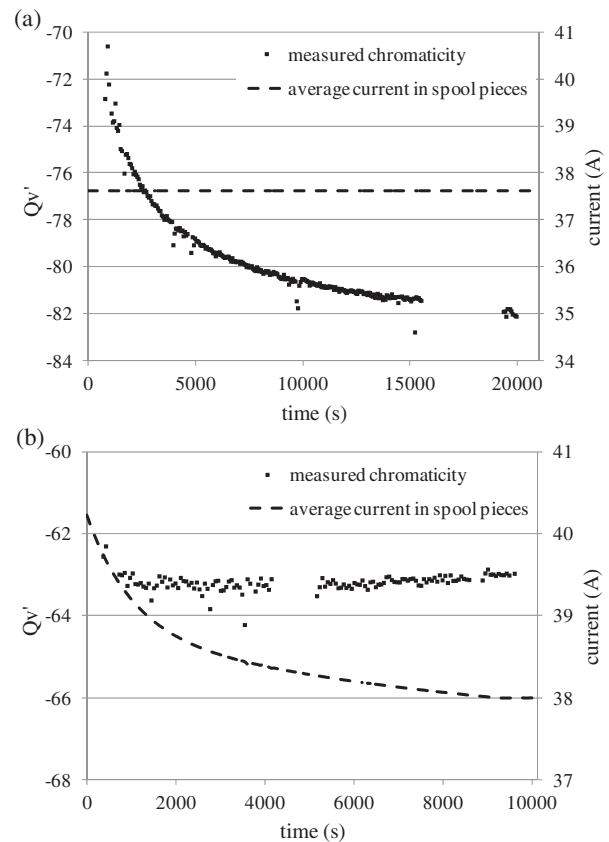 (a)
-70
-72
-74
-76
-78
-80
-82
-84
Qv'
measured chromaticity
average current in spool pieces
41
40
39
38
37
36
35
34
current (A)
0 5000 10000 15000 20000
time (s)
(b)
-60
-62
-64
-66
-68
Qv'
measured chromaticity
average current in spool pieces
41
40
39
38
37
current (A)
0 2000 4000 6000 8000 10000
time (s)